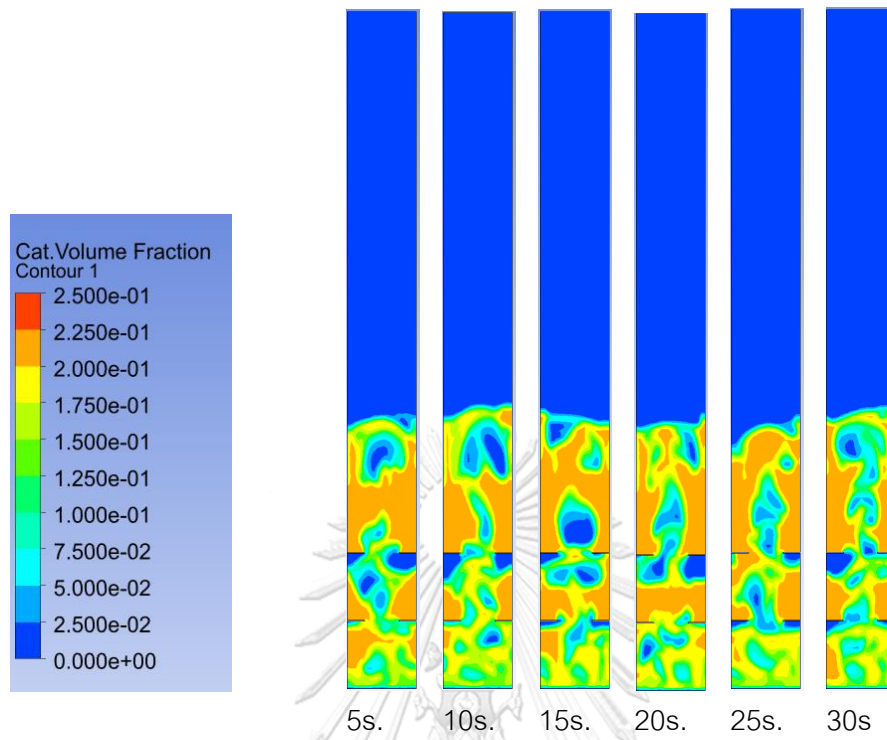 Cat.Volume Fraction
Contour 1
2.500e-01
2.250e-01
2.000e-01
1.750e-01
1.500e-01
1.250e-01
1.000e-01
7.500e-02
5.000e-02
2.500e-02
0.000e+00
5s. 10s. 15s. 20s. 25s. 30s